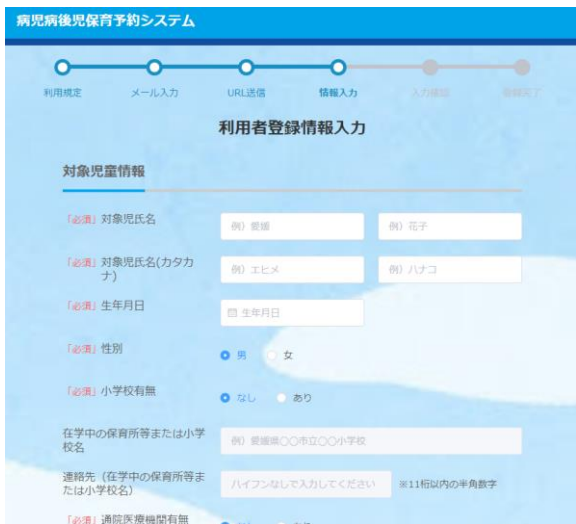 病児病後児保育予約システム
利用規定 メール入力 URL送信 情報入力 入力確認 登録完了
利用者登録情報入力
対象児童情報
「必須」対象児氏名 例）愛媛 例）花子
「必須」対象児氏名(カタカ
ナ) 例）エヒメ 例）ハナコ
「必須」生年月日 生年月日
「必須」性別 男 女
「必須」小学校有無 なし あり
在学中の保育所等または小学
校名 例）愛媛県〇〇市立〇〇小学校
連絡先（在学中の保育所等ま
たは小学校名） ハイフンなしで入力してください ※11桁以内の半角数字
「必須」通院医療機関有無